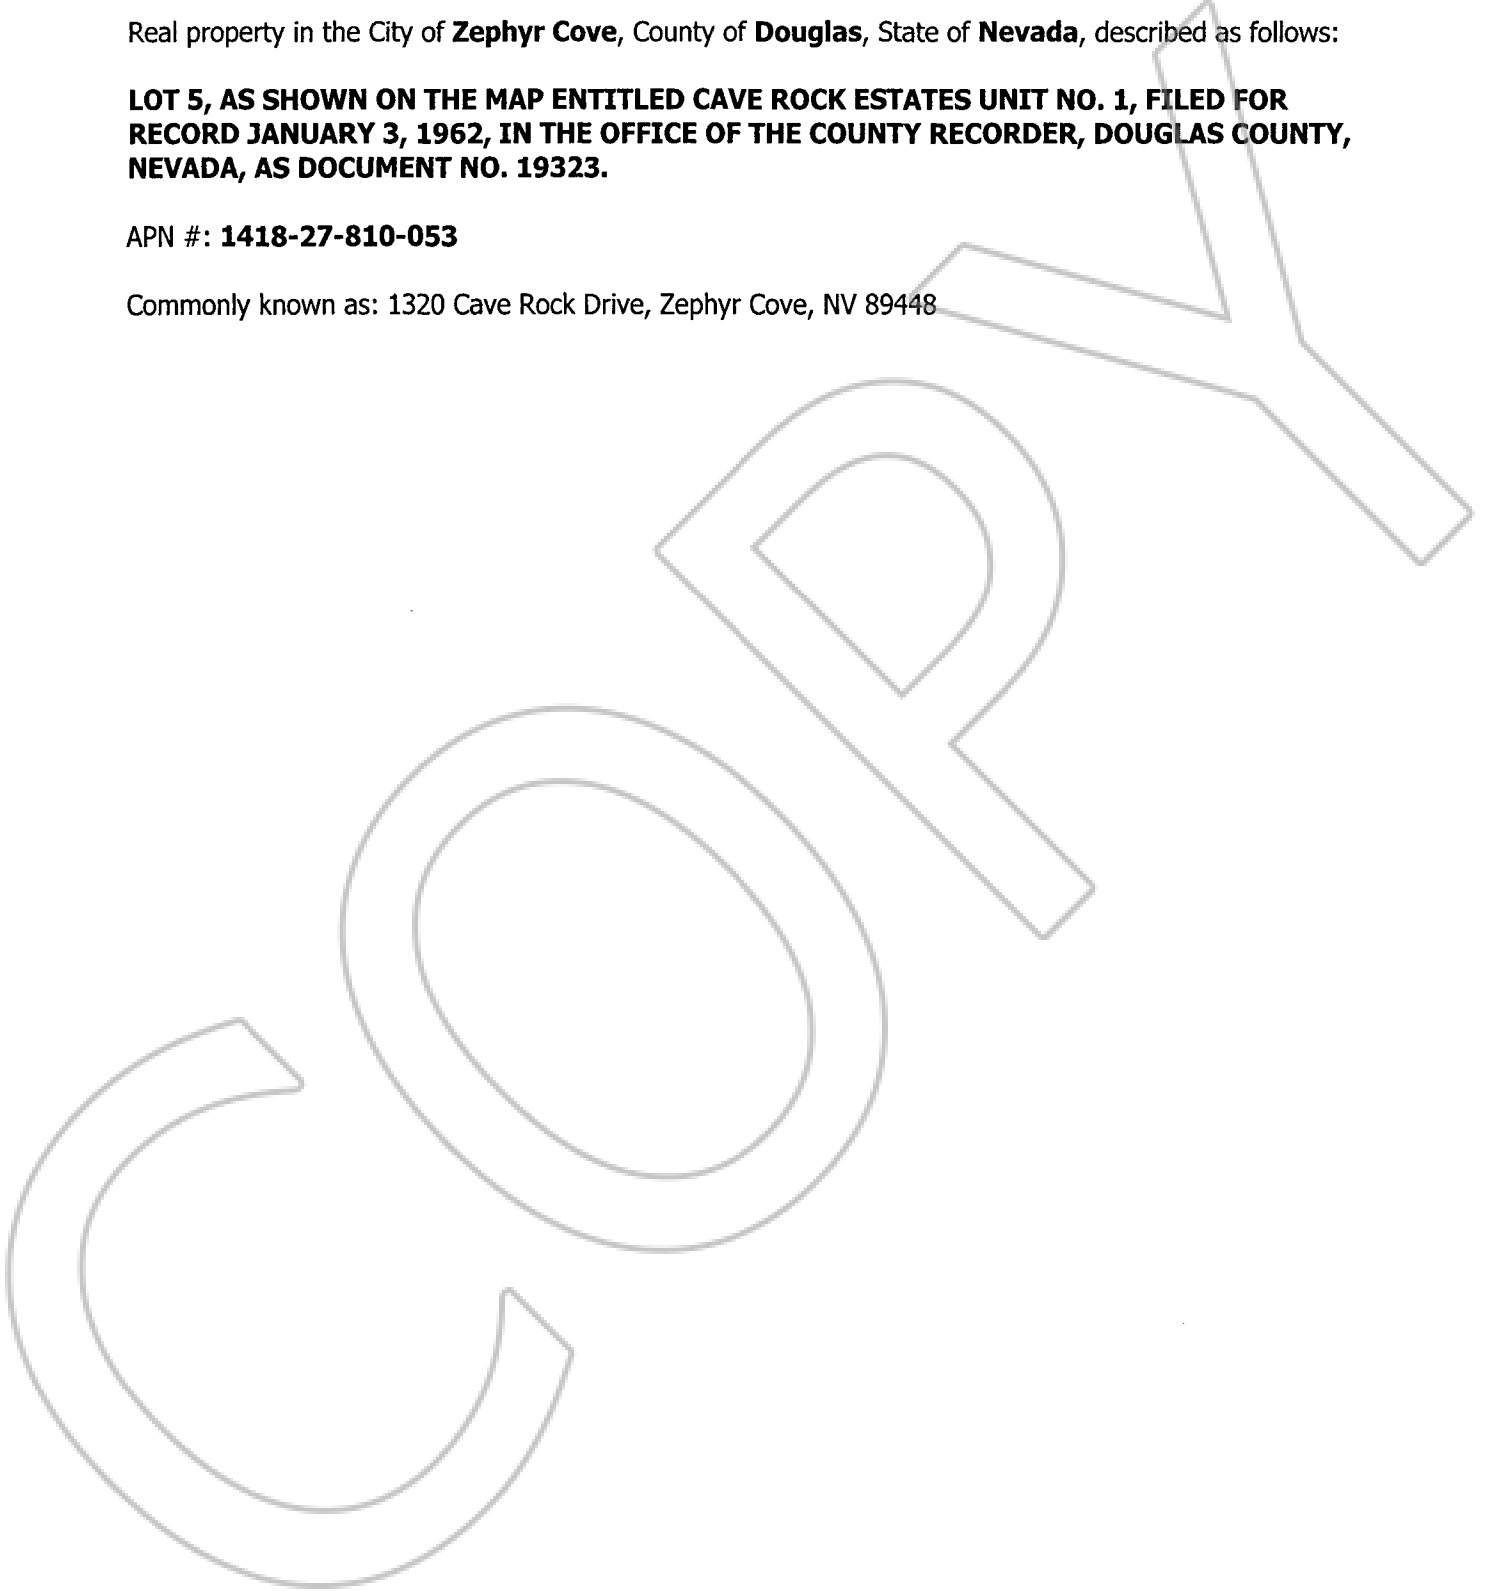 Real property in the City of Zephyr Cove, County of Douglas, State of Nevada, described as follows:
LOT 5, AS SHOWN ON THE MAP ENTITLED CAVE ROCK ESTATES UNIT NO. 1, FILED FOR
RECORD JANUARY 3, 1962, IN THE OFFICE OF THE COUNTY RECORDER, DOUGLAS COUNTY,
NEVADA, AS DOCUMENT NO. 19323.
APN #: 1418-27-810-053
Commonly known as: 1320 Cave Rock Drive, Zephyr Cove, NV 89448
COPY